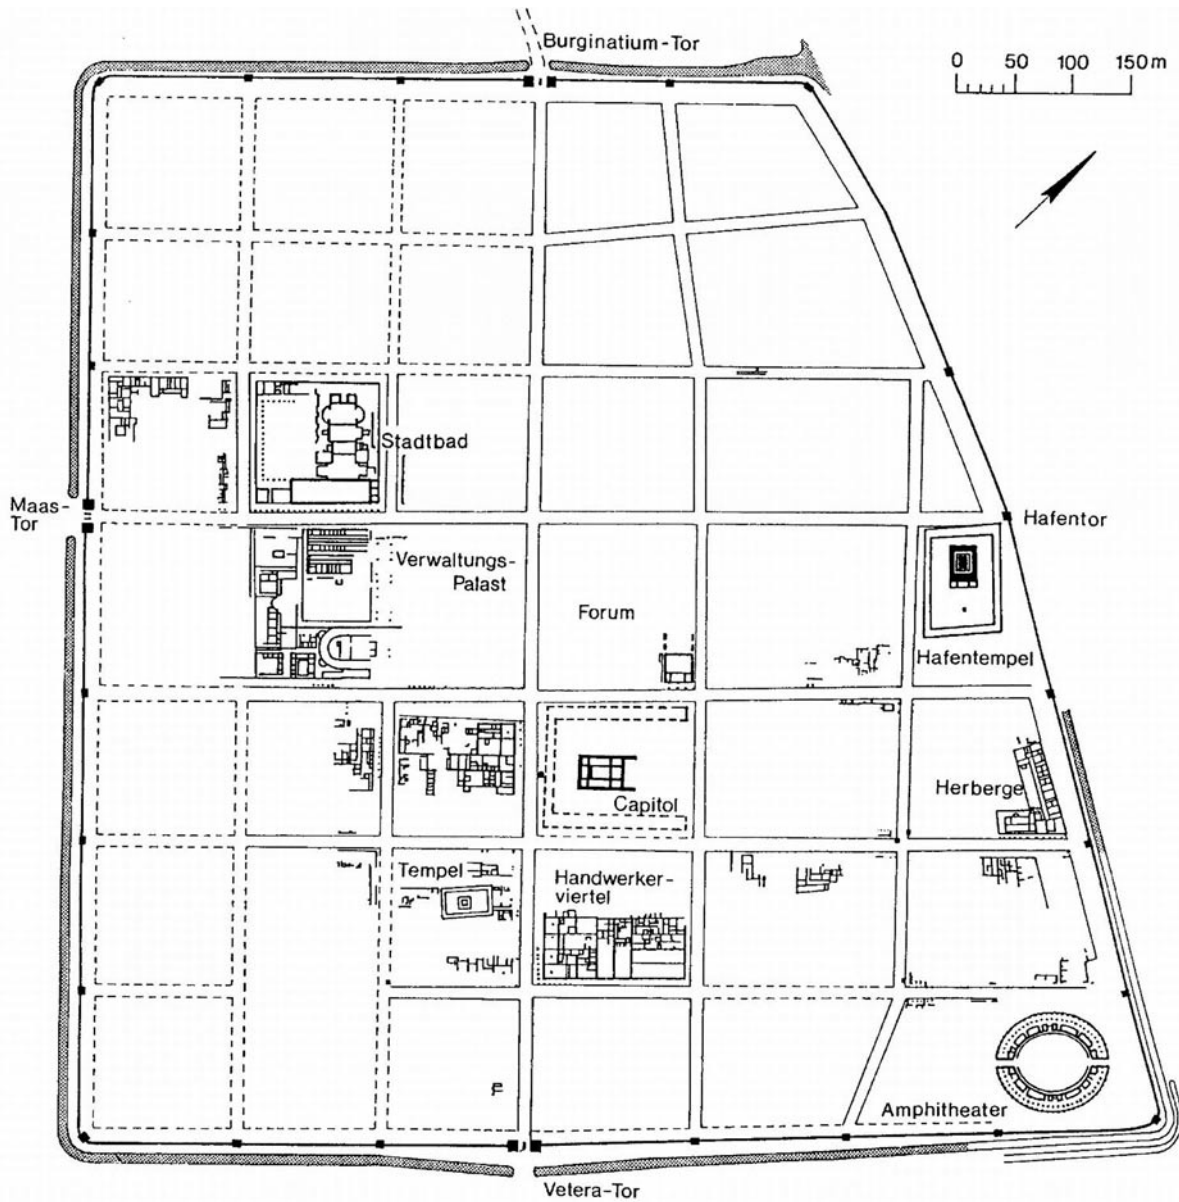 Burginatium-Tor
0 50 100 150m
Stadtbad
Maas-
Tor
Hafentor
Verwaltungs-
Palast
Forum
Hafentempel
Herberge
Capitol
Tempel
Handwerker-
viertel
Amphitheater
Vetera-Tor